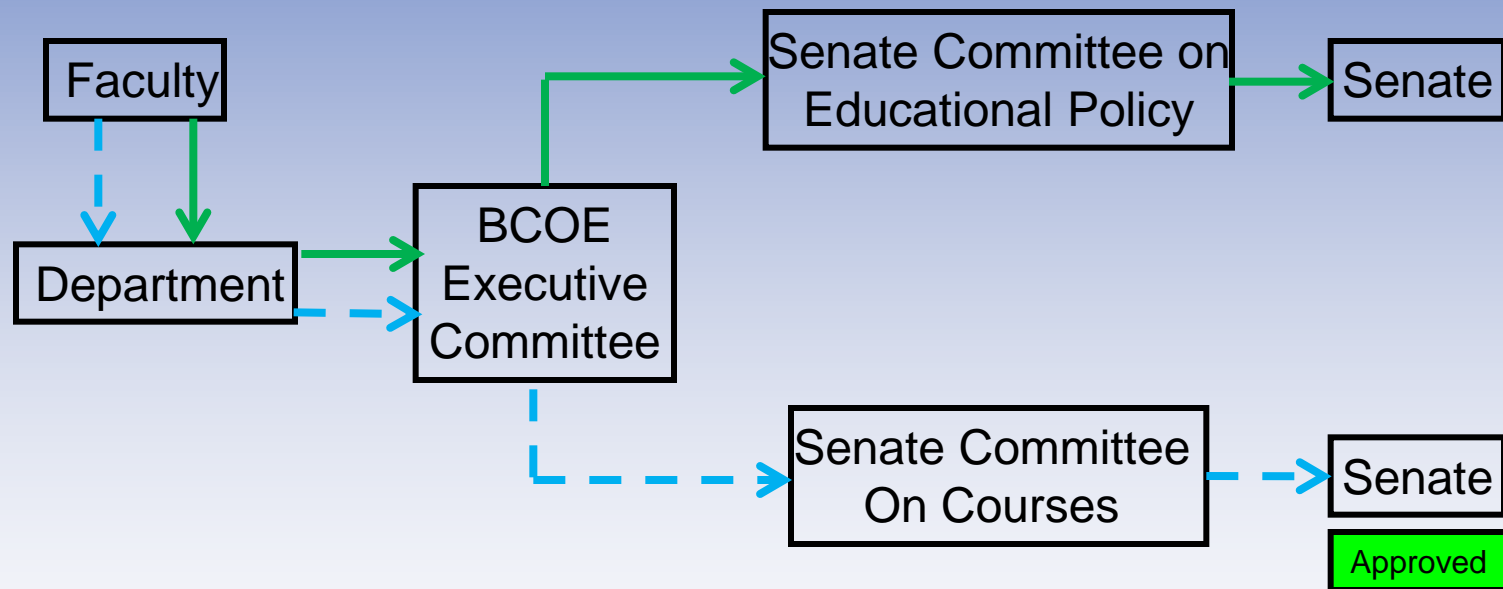 Faculty
Department
BCOE
Executive
Committee
Senate Committee on
Educational Policy
Senate
Senate Committee
On Courses
Senate
Approved